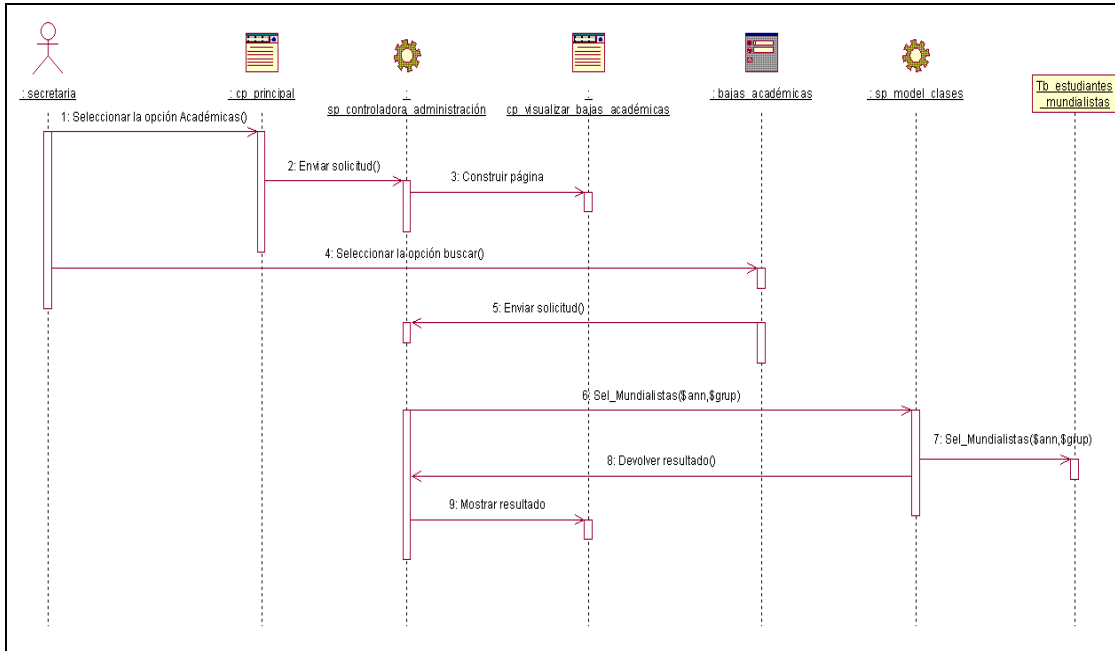 : secretaria
: cp_principal
:
sp_controladora_administración
:
cp_visualizar_bajas_académicas
: bajas_académicas
: sp_model_clases
Tb_estudiantes
_mundialistas
1: Seleccionar la opción Académicas()
2: Enviar solicitud()
3: Construir página
4: Seleccionar la opción buscar()
5: Enviar solicitud()
6: Sel_Mundialistas($ann,$grup)
7: Sel_Mundialistas($ann,$grup)
8: Devolver resultado()
9: Mostrar resultado